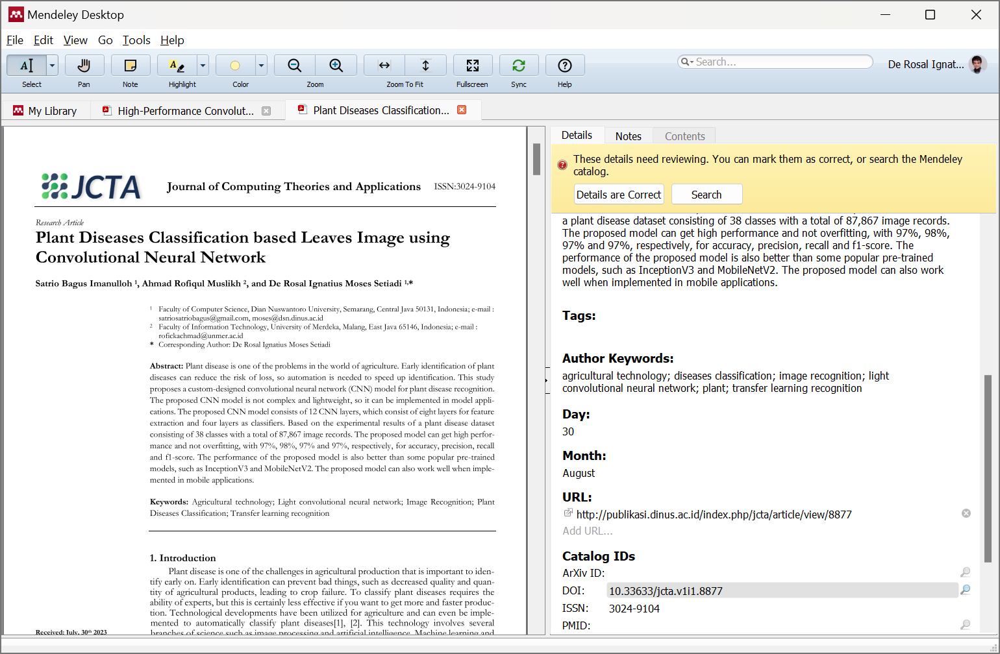 Mendeley Desktop
File Edit View Go Tools Help
Select Pan Note Highlight Color Zoom Zoom To Fit Fullscreen Sync Help
Search...
De Rosal Ignat...
My Library
High-Performance Convolut...
Plant Diseases Classification...
JCTA
Journal of Computing Theories and Applications ISSN:3024-9104
Research Article
Plant Diseases Classification based Leaves Image using
Convolutional Neural Network
Satrio Bagus Imanulloh ¹, Ahmad Rofiqul Muslikh ², and De Rosal Ignatius Moses Setiadi ¹,*
¹ Faculty of Computer Science, Dian Nuswantoro University, Semarang, Central Java 50131, Indonesia; e-mail :
satriosatriobagus@gmail.com, moses@dsn.dinus.ac.id
² Faculty of Information Technology, University of Merdeka, Malang, East Java 65146, Indonesia; e-mail :
rofickachmad@unmer.ac.id
* Corresponding Author: De Rosal Ignatius Moses Setiadi
Abstract: Plant disease is one of the problems in the world of agriculture. Early identification of plant
diseases can reduce the risk of loss, so automation is needed to speed up identification. This study
proposes a custom-designed convolutional neural network (CNN) model for plant disease recognition.
The proposed CNN model is not complex and lightweight, so it can be implemented in model appli-
cations. The proposed CNN model consists of 12 CNN layers, which consist of eight layers for feature
extraction and four layers as classifiers. Based on the experimental results of a plant disease dataset
consisting of 38 classes with a total of 87,867 image records. The proposed model can get high perfor-
mance and not overfitting, with 97%, 98%, 97% and 97%, respectively, for accuracy, precision, recall
and f1-score. The performance of the proposed model is also better than some popular pre-trained
models, such as InceptionV3 and MobileNetV2. The proposed model can also work well when imple-
mented in mobile applications.
Keywords: Agricultural technology; Light convolutional neural network; Image Recognition; Plant
Diseases Classification; Transfer learning recognition
1. Introduction
Plant disease is one of the challenges in agricultural production that is important to iden-
tify early on. Early identification can prevent bad things, such as decreased quality and quan-
tity of agricultural products, leading to crop failure. To classify plant diseases requires the
ability of experts, but this is certainly less effective if you want to get more and faster produc-
tion. Technological developments have been utilized for agriculture and can even be imple-
mented to automatically classify plant diseases[1], [2]. This technology involves several
branches of science such as image processing and artificial intelligence. Machine learning and
Received: July, 30th 2023
Details Notes Contents
These details need reviewing. You can mark them as correct, or search the Mendeley
catalog.
Details are Correct Search
a plant disease dataset consisting of 38 classes with a total of 87,867 image records.
The proposed model can get high performance and not overfitting, with 97%, 98%,
97% and 97%, respectively, for accuracy, precision, recall and f1-score. The
performance of the proposed model is also better than some popular pre-trained
models, such as InceptionV3 and MobileNetV2. The proposed model can also work
well when implemented in mobile applications.
Tags:
Author Keywords:
agricultural technology; diseases classification; image recognition; light
convolutional neural network; plant; transfer learning recognition
Day:
30
Month:
August
URL:
http://publikasi.dinus.ac.id/index.php/jcta/article/view/8877
Add URL...
Catalog IDs
ArXiv ID:
DOI: 10.33633/jcta.v1i1.8877
ISSN: 3024-9104
PMID: